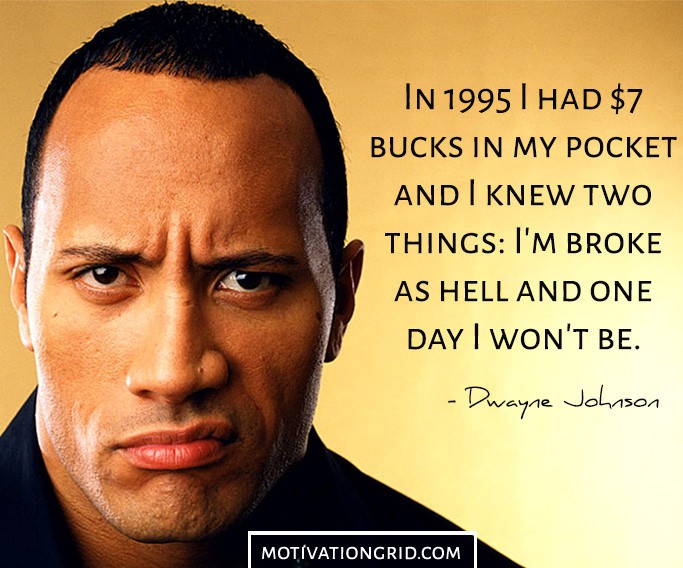 In 1995 I had $7
bucks in my pocket
and I knew two
things: I'm broke
as hell and one
day I won't be.
- Dwayne Johnson
motivationgrid.com